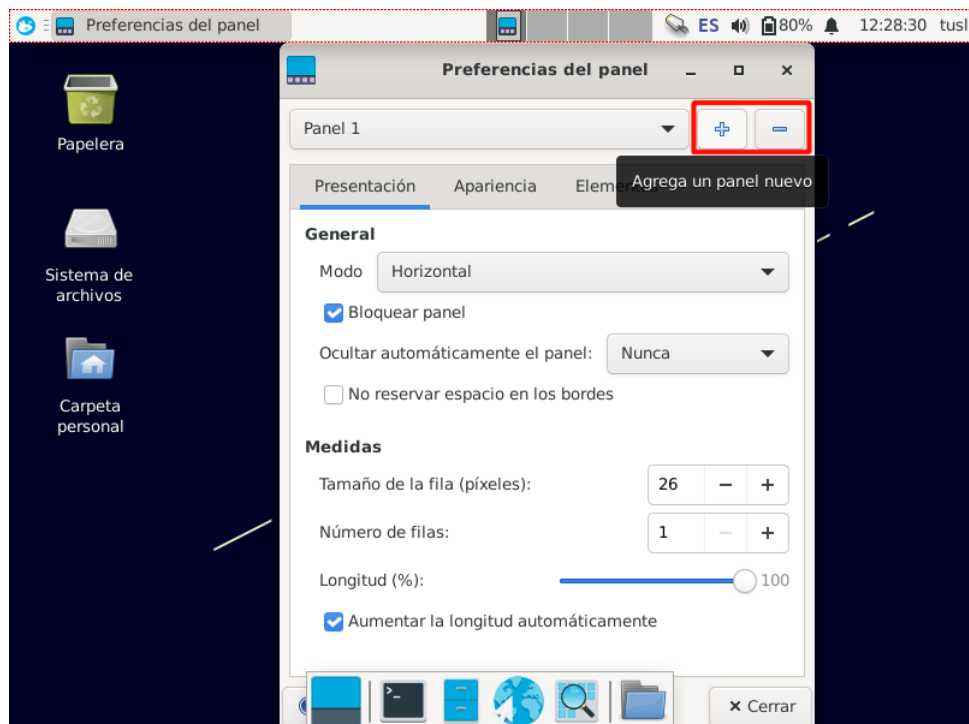 Preferencias del panel
ES
80%
12:28:30
tusl
Papelera
Sistema de
archivos
Carpeta
personal
Preferencias del panel
Panel 1
Agrega un panel nuevo
Presentación
Apariencia
General
Modo
Horizontal
Bloquear panel
Ocultar automáticamente el panel:
Nunca
No reservar espacio en los bordes
Medidas
Tamaño de la fila (píxeles):
26
Número de filas:
1
Longitud (%):
100
Aumentar la longitud automáticamente
Cerrar